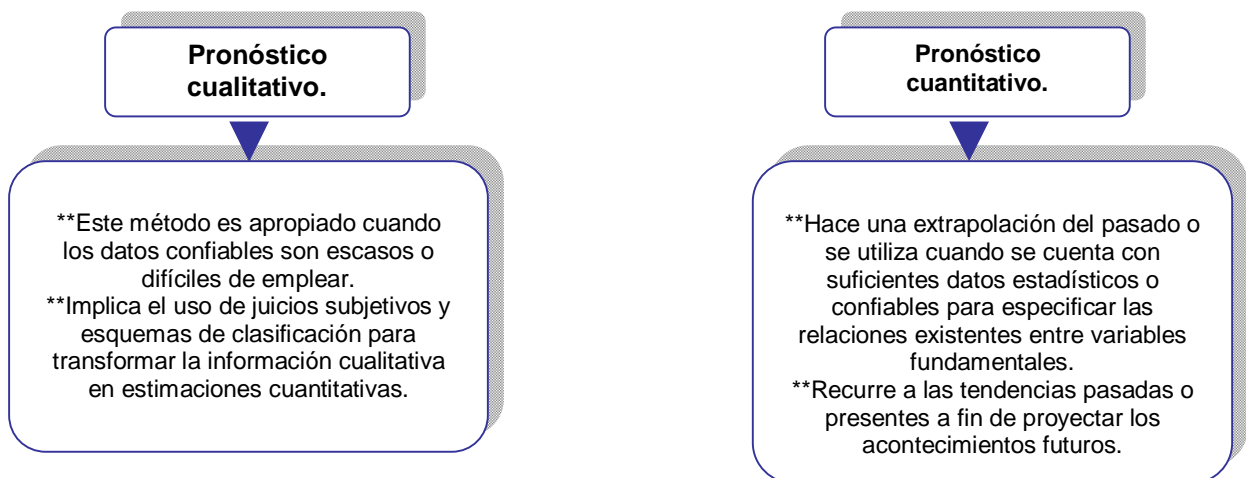 Pronóstico
cualitativo.
**Este método es apropiado cuando
los datos confiables son escasos o
difíciles de emplear.
**Implica el uso de juicios subjetivos y
esquemas de clasificación para
transformar la información cualitativa
en estimaciones cuantitativas.
Pronóstico
cuantitativo.
**Hace una extrapolación del pasado o
se utiliza cuando se cuenta con
suficientes datos estadísticos o
confiables para especificar las
relaciones existentes entre variables
fundamentales.
**Recurre a las tendencias pasadas o
presentes a fin de proyectar los
acontecimientos futuros.